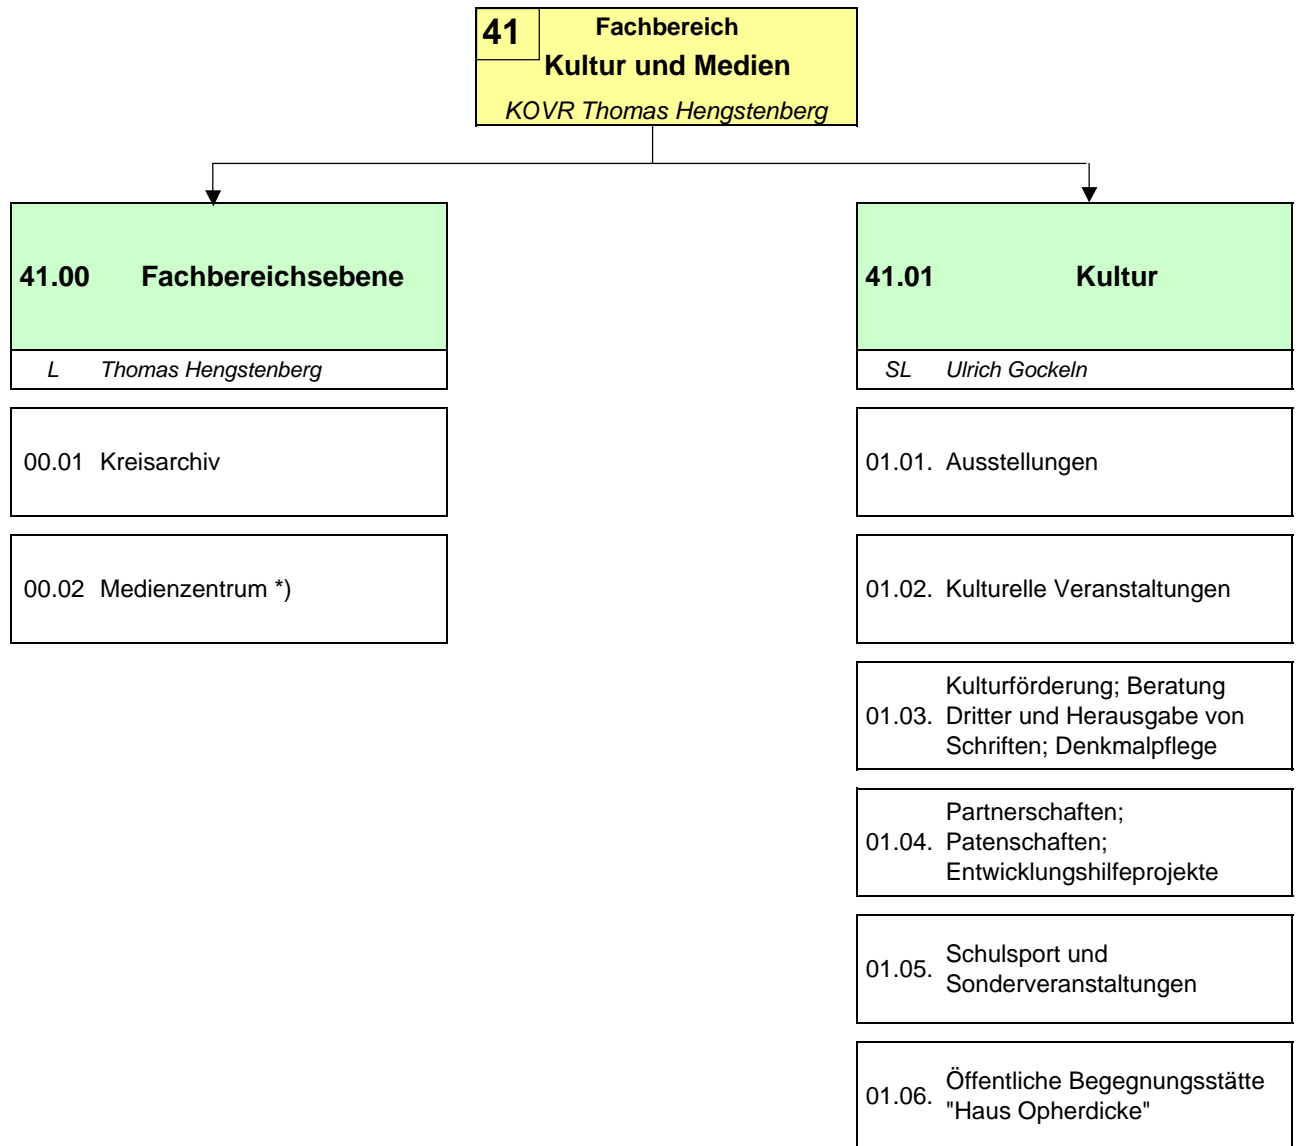 41 Fachbereich
Kultur und Medien
KOVR Thomas Hengstenberg
41.00 Fachbereichsebene
L Thomas Hengstenberg
00.01 Kreisarchiv
00.02 Medienzentrum *)
41.01 Kultur
SL Ulrich Gockeln
01.01. Ausstellungen
01.02. Kulturelle Veranstaltungen
Kulturförderung; Beratung
01.03. Dritter und Herausgabe von
Schriften; Denkmalpflege
Partnerschaften;
01.04. Patenschaften;
Entwicklungshilfeprojekte
01.05. Schulsport und
Sonderveranstaltungen
01.06. Öffentliche Begegnungsstätte
"Haus Opherdicke"